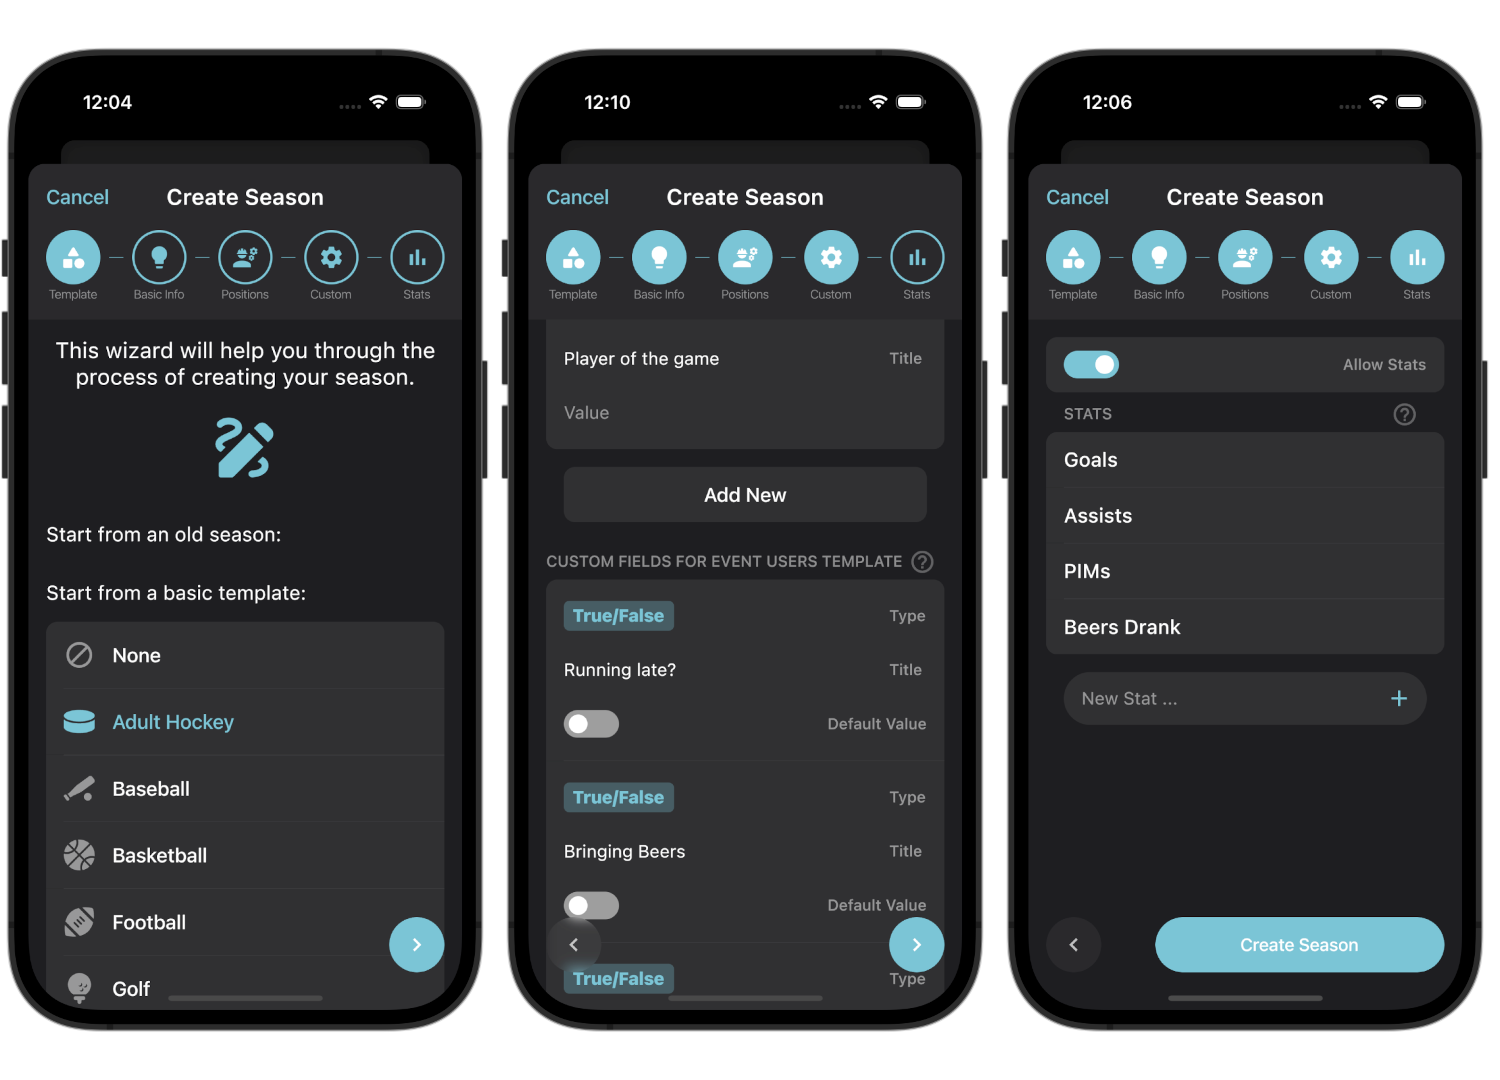 12:04
Cancel
Create Season
Template
Basic Info
Positions
Custom
Stats
This wizard will help you through the
process of creating your season.
Start from an old season:
Start from a basic template:
None
Adult Hockey
Baseball
Basketball
Football
Golf
12:10
Cancel
Create Season
Template
Basic Info
Positions
Custom
Stats
Player of the game
Title
Value
Add New
CUSTOM FIELDS FOR EVENT USERS TEMPLATE ?
True/False
Type
Running late?
Title
Default Value
True/False
Type
Bringing Beers
Title
Default Value
True/False
Type
12:06
Cancel
Create Season
Template
Basic Info
Positions
Custom
Stats
Allow Stats
STATS ?
Goals
Assists
PIMs
Beers Drank
New Stat ... +
Create Season